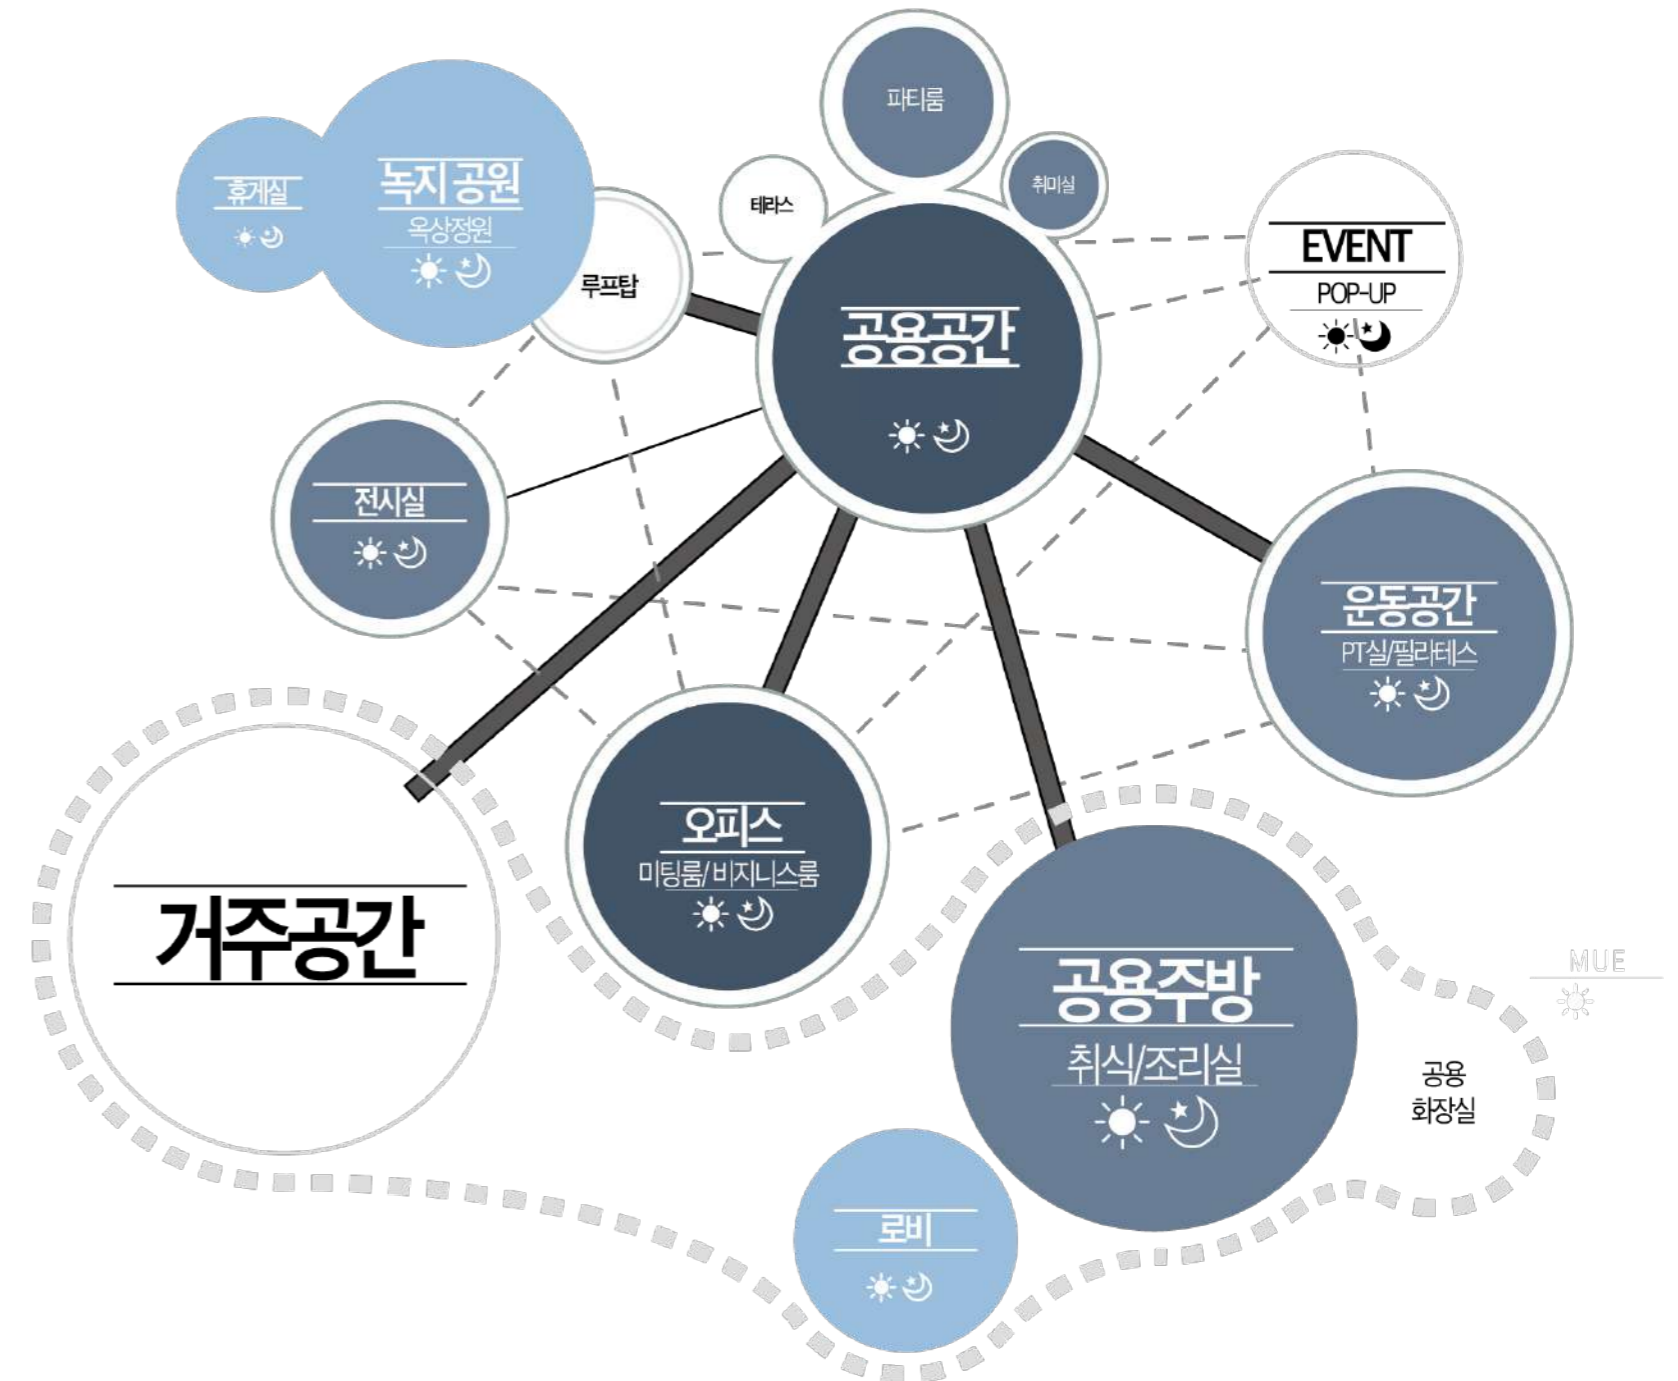 파티룸
취미실
테라스
휴게실
녹지 공원
옥상정원
루프탑
EVENT
POP-UP
공용공간
전시실
운동공간
PT실/필라테스
오피스
미팅룸/비지니스룸
거주공간
공용주방
취식/조리실
MUE
공용
화장실
로비